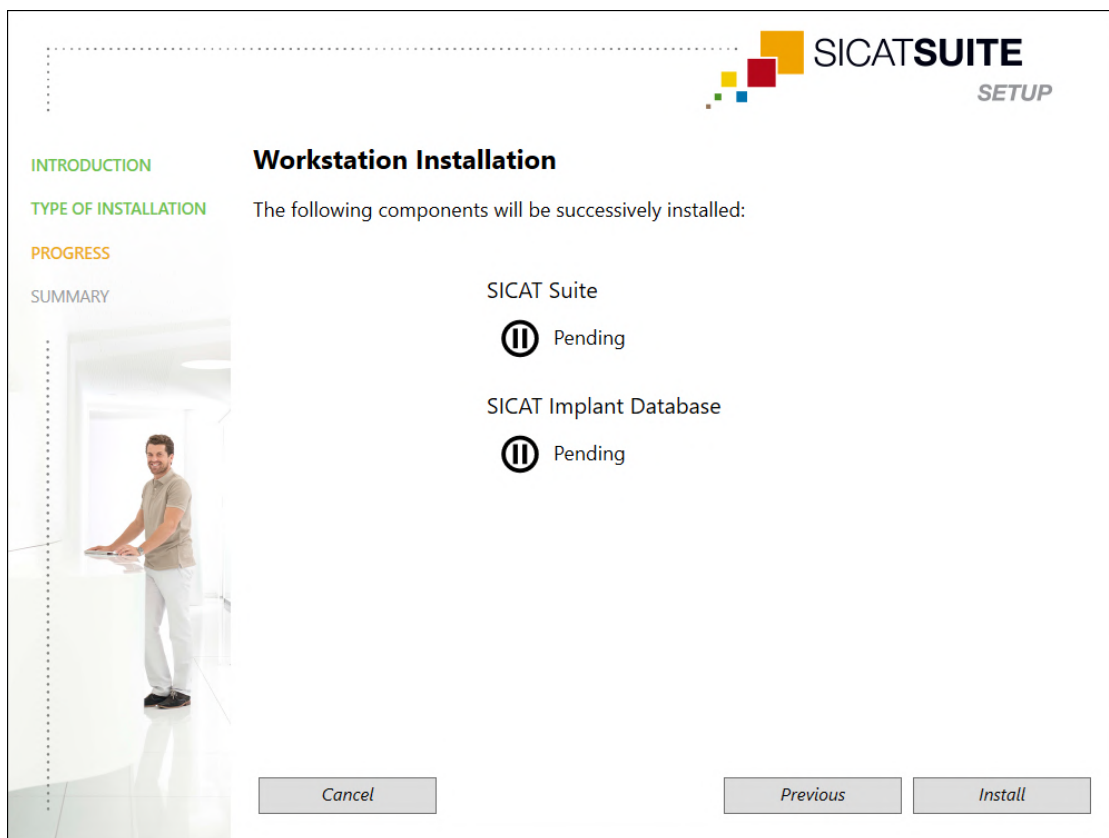 SICATSUITE
SETUP
INTRODUCTION
TYPE OF INSTALLATION
PROGRESS
SUMMARY
Workstation Installation
The following components will be successively installed:
SICAT Suite
Pending
SICAT Implant Database
Pending
Cancel
Previous
Install